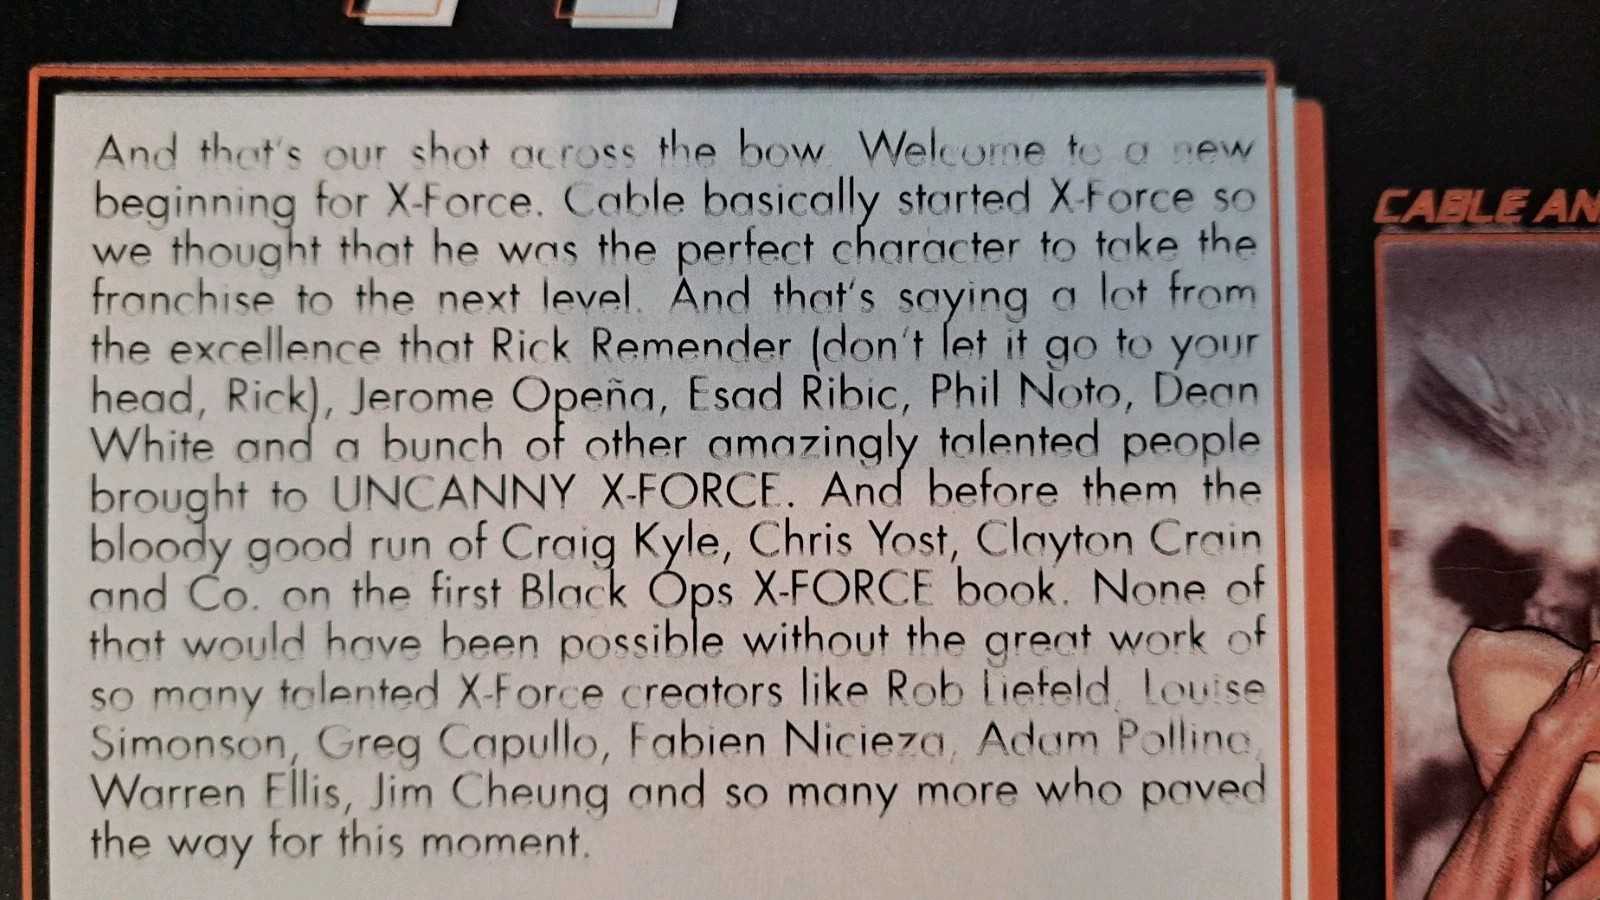 And that's our shot across the bow. Welcome to a new
beginning for X-Force. Cable basically started X-Force so
we thought that he was the perfect character to take the
franchise to the next level. And that's saying a lot from
the excellence that Rick Remender (don't let it go to your
head, Rick), Jerome Opeña, Esad Ribic, Phil Noto, Dean
White and a bunch of other amazingly talented people
brought to UNCANNY X-FORCE. And before them the
bloody good run of Craig Kyle, Chris Yost, Clayton Crain
and Co. on the first Black Ops X-FORCE book. None of
that would have been possible without the great work of
so many talented X-Force creators like Rob Liefeld, Louise
Simonson, Greg Capullo, Fabien Nicieza, Adam Pollina,
Warren Ellis, Jim Cheung and so many more who paved
the way for this moment.
CABLE AN